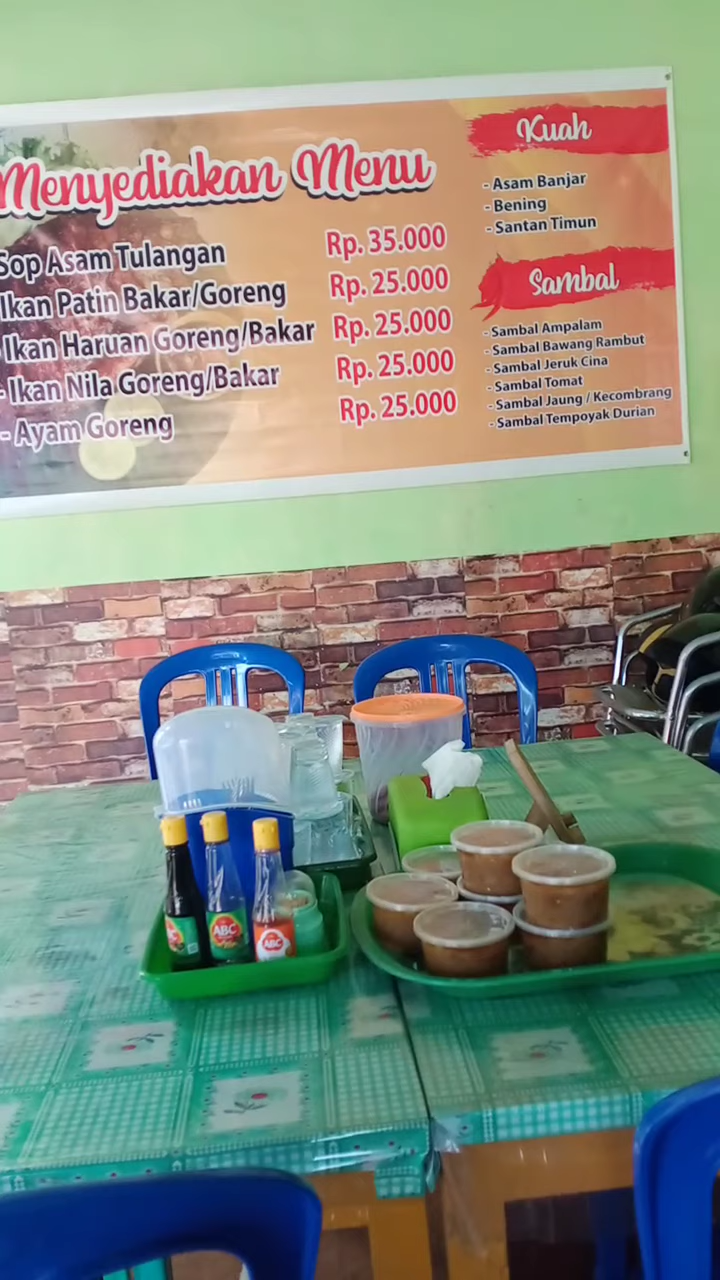 Menyediakan Menu
Sop Asam Tulangan Rp. 35.000
Ikan Patin Bakar/Goreng Rp. 25.000
Ikan Haruan Goreng/Bakar Rp. 25.000
- Ikan Nila Goreng/Bakar Rp. 25.000
- Ayam Goreng Rp. 25.000
Kuah
- Asam Banjar
- Bening
- Santan Timun
Sambal
- Sambal Ampalam
- Sambal Bawang Rambut
- Sambal Jeruk Cina
- Sambal Tomat
- Sambal Jaung / Kecombrang
- Sambal Tempoyak Durian
ABC
ABC